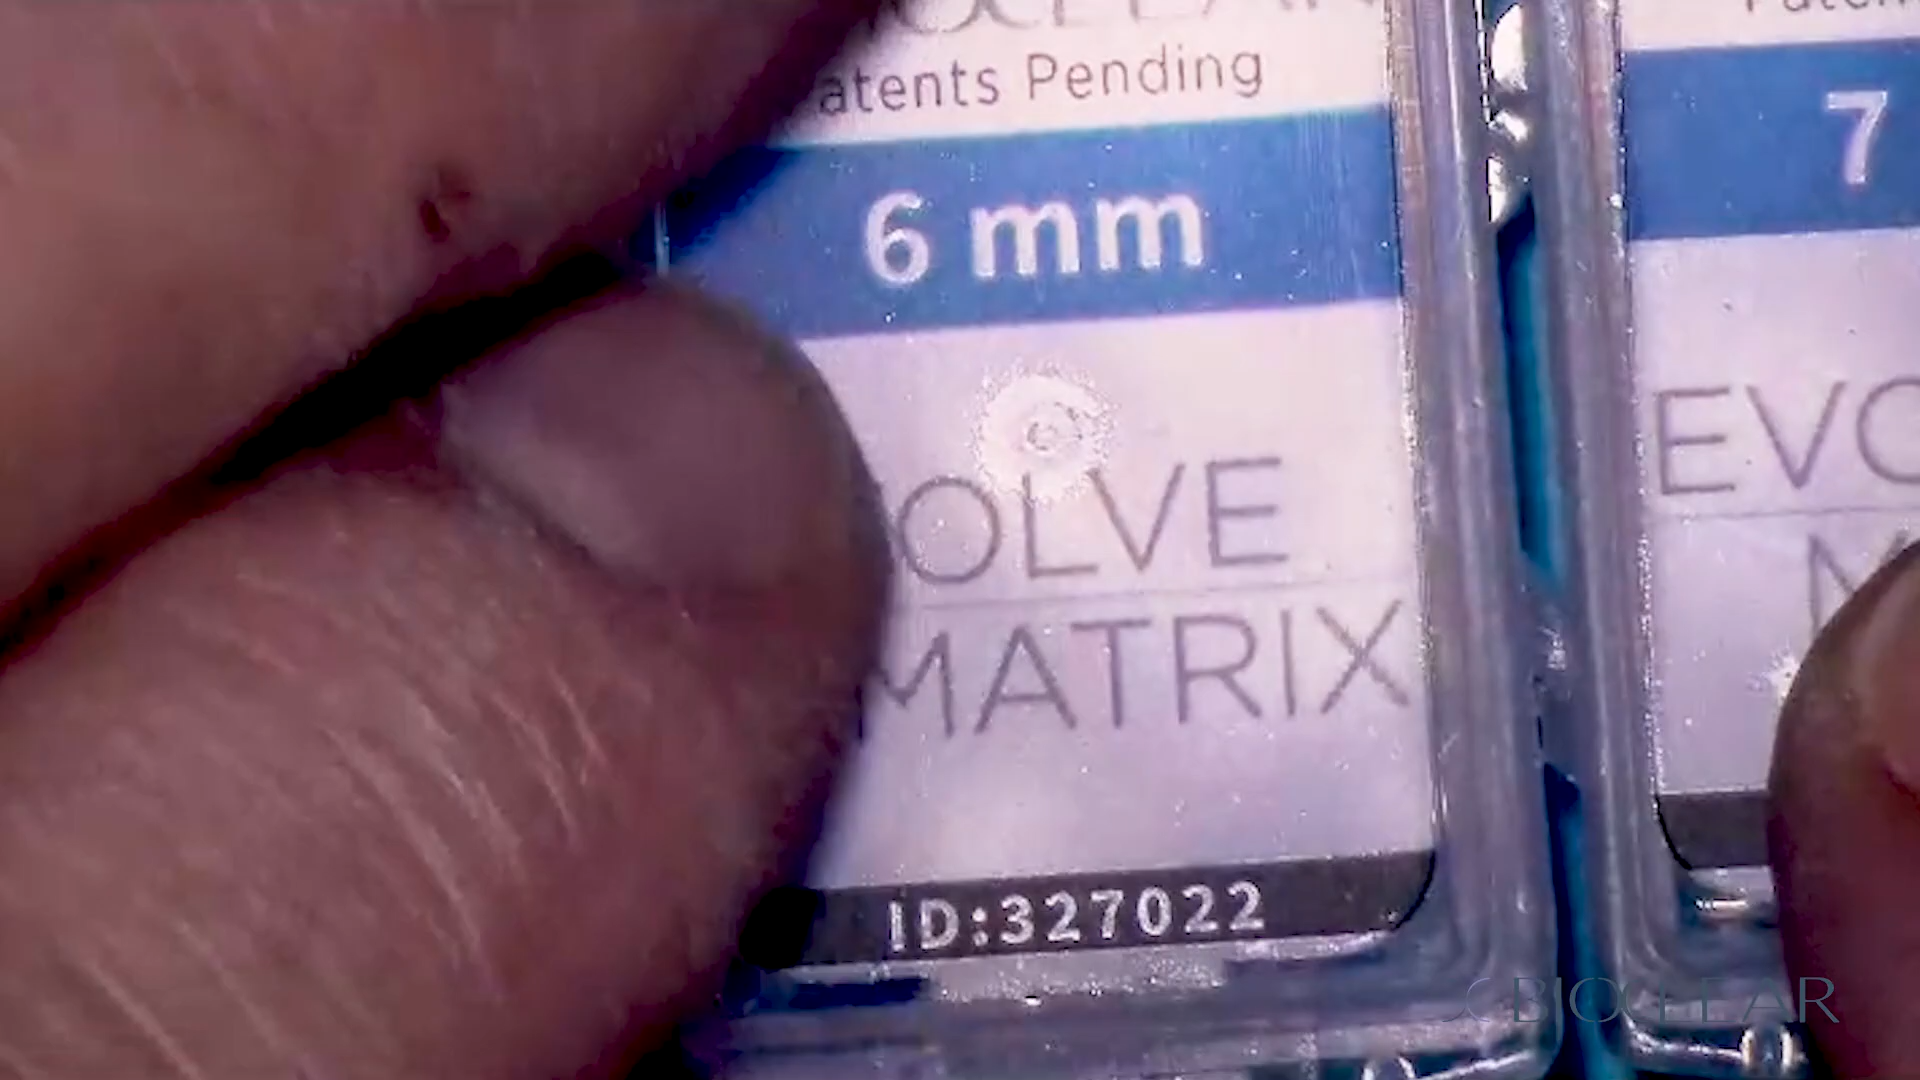 atents Pending
6 mm
OLVE
MATRIX
ID:327022
7
EVO
BIOCLEAR